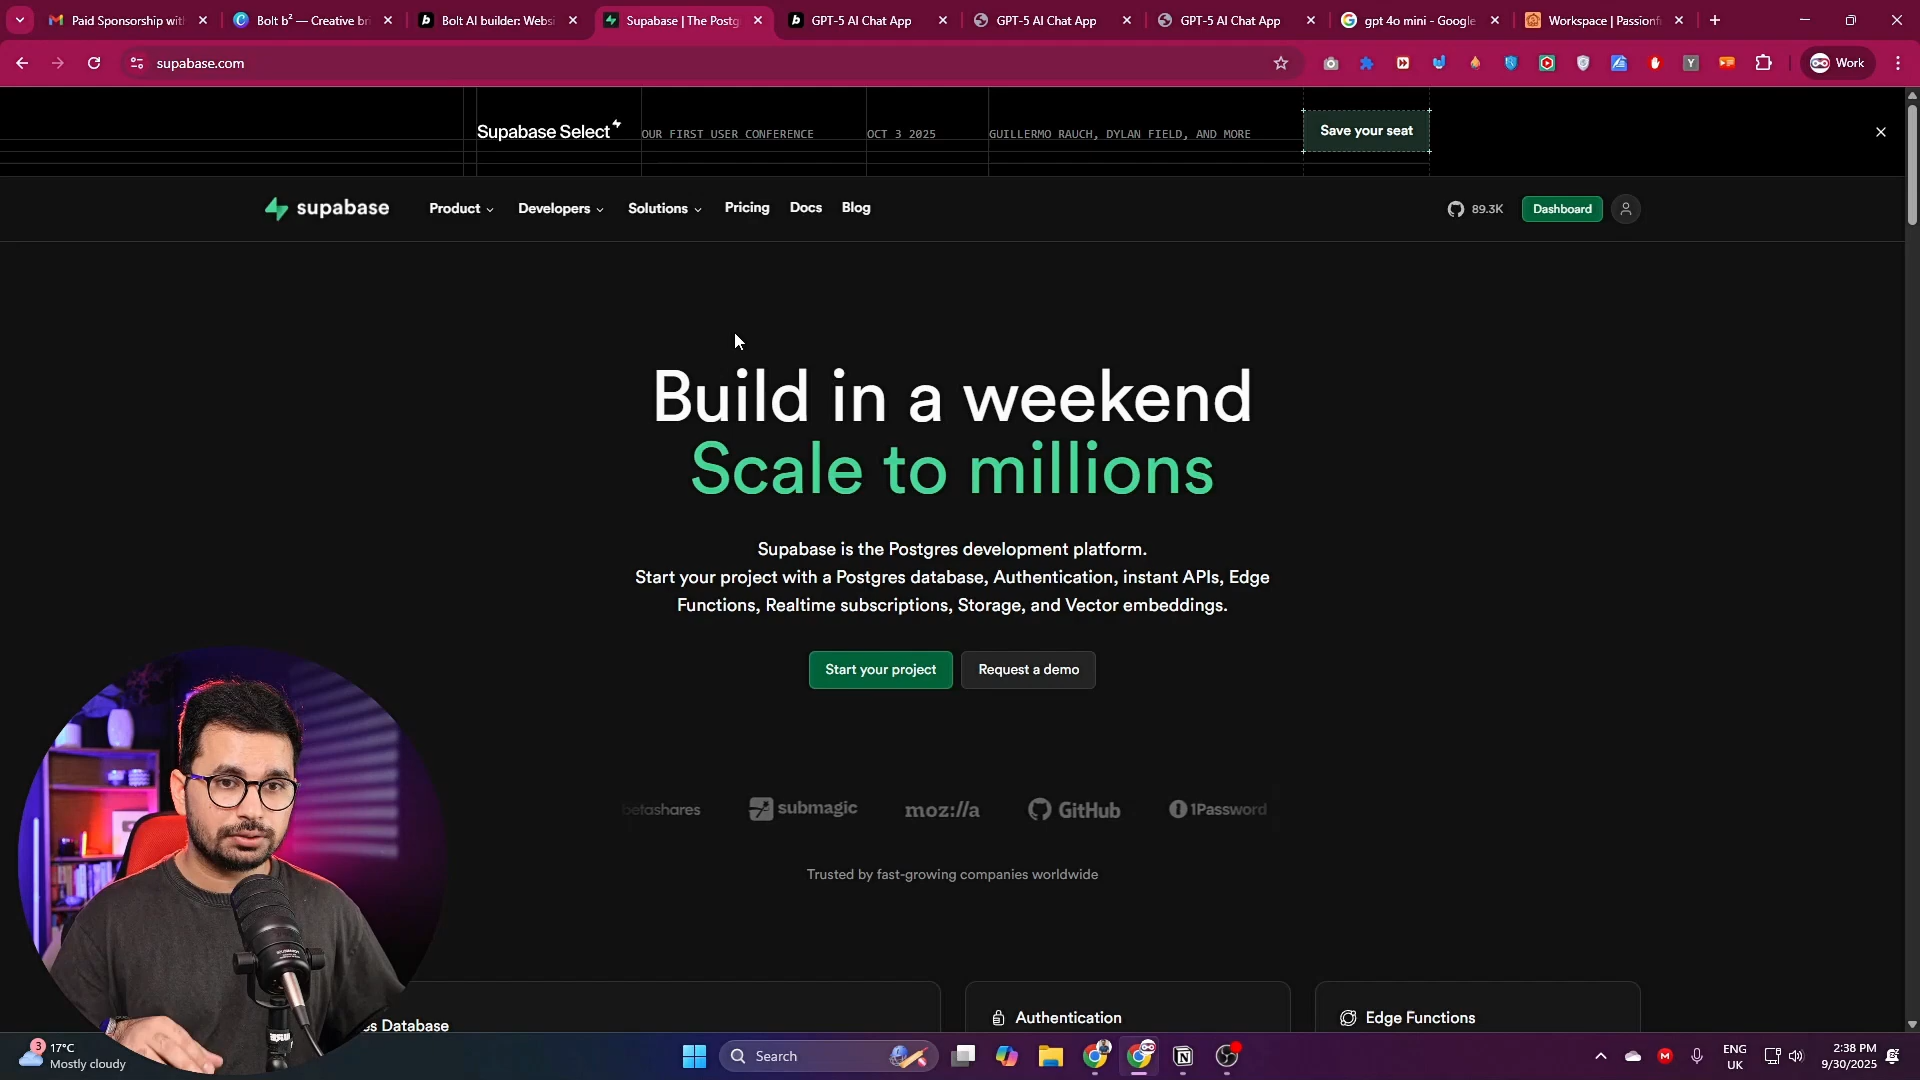 Paid Sponsorship with
Bolt b² — Creative bri
Bolt AI builder: Websi
Supabase | The Postg
GPT-5 AI Chat App
GPT-5 AI Chat App
GPT-5 AI Chat App
gpt 4o mini - Google
Workspace | Passionf
supabase.com
Work
Supabase Select
OUR FIRST USER CONFERENCE
OCT 3 2025
GUILLERMO RAUCH, DYLAN FIELD, AND MORE
Save your seat
supabase
Product
Developers
Solutions
Pricing
Docs
Blog
89.3K
Dashboard
Build in a weekend
Scale to millions
Supabase is the Postgres development platform.
Start your project with a Postgres database, Authentication, instant APIs, Edge
Functions, Realtime subscriptions, Storage, and Vector embeddings.
Start your project
Request a demo
betashares
submagic
moz://a
GitHub
1Password
Trusted by fast-growing companies worldwide
es Database
Authentication
Edge Functions
3
17°C
Mostly cloudy
Search
ENG
UK
2:38 PM
9/30/2025